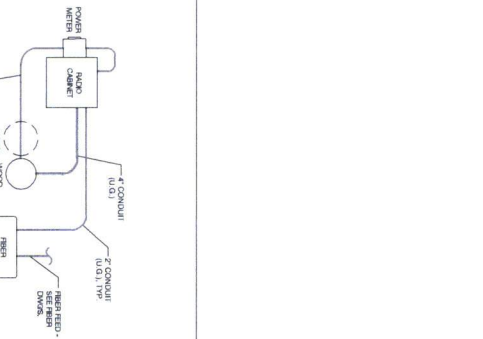 POWER
METER
RADIO
CABINET
4" CONDUIT
(U.G.)
2" CONDUIT
(U.G.), TYP.
FIBER
FIBER FEED -
SEE FIBER
DWGS.